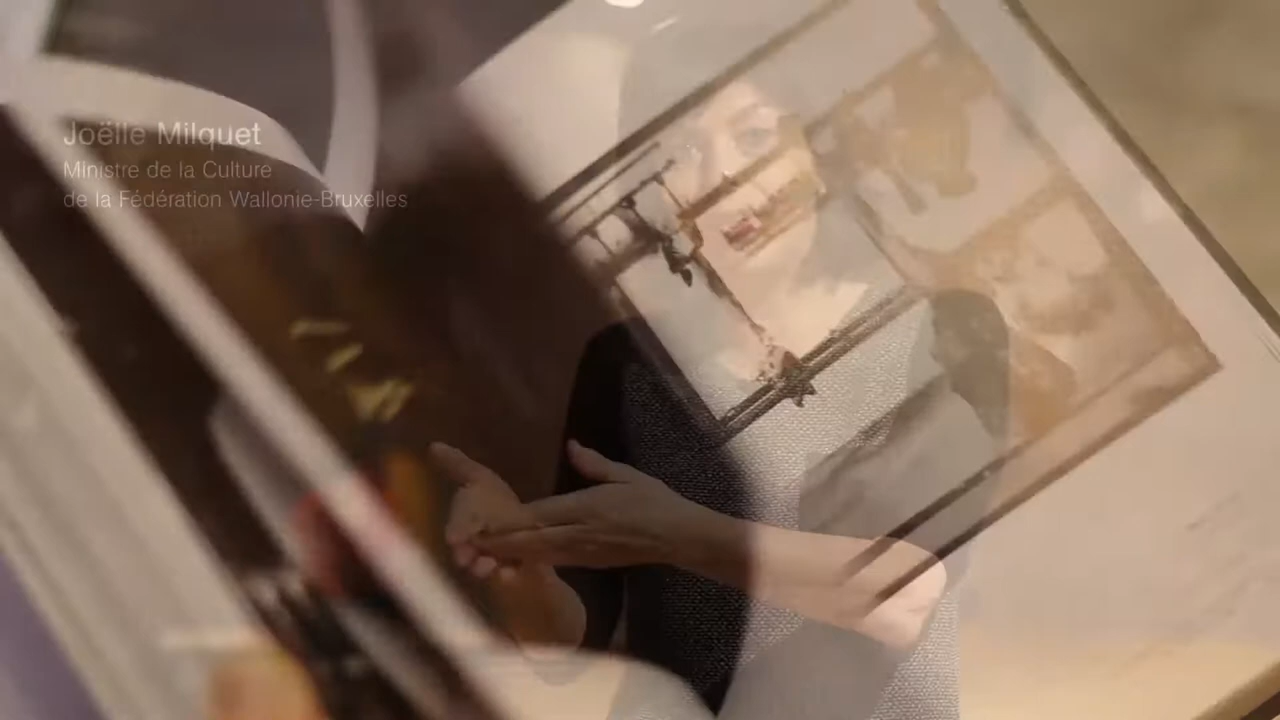 Joëlle Milquet
Ministre de la Culture
de la Fédération Wallonie-Bruxelles